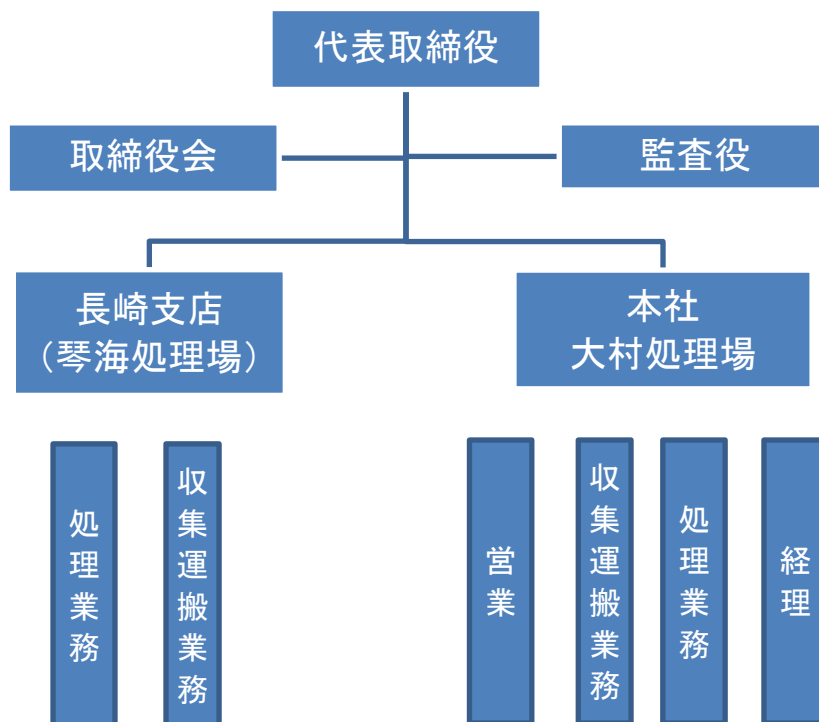 代表取締役
取締役会
監査役
長崎支店
（琴海処理場）
本社
大村処理場
処理業務
収集運搬業務
営業
収集運搬業務
処理業務
経理